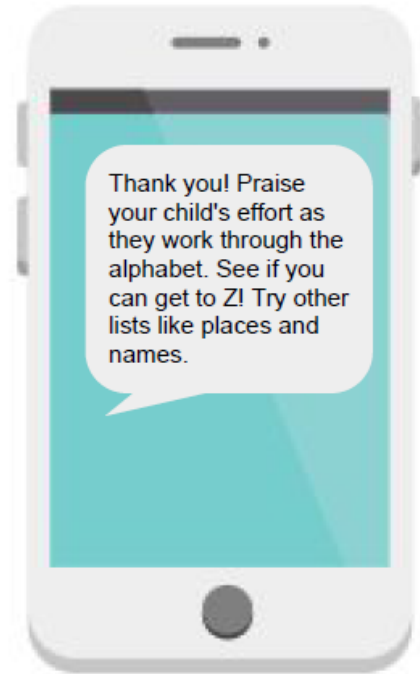 Thank you! Praise
your child's effort as
they work through the
alphabet. See if you
can get to Z! Try other
lists like places and
names.